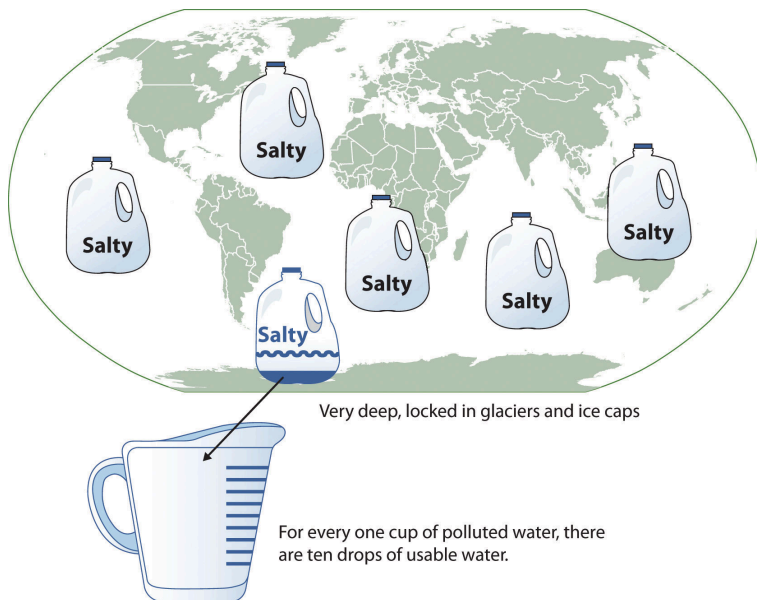 Salty
Salty
Salty
Salty
Salty
Salty
Very deep, locked in glaciers and ice caps
For every one cup of polluted water, there
are ten drops of usable water.